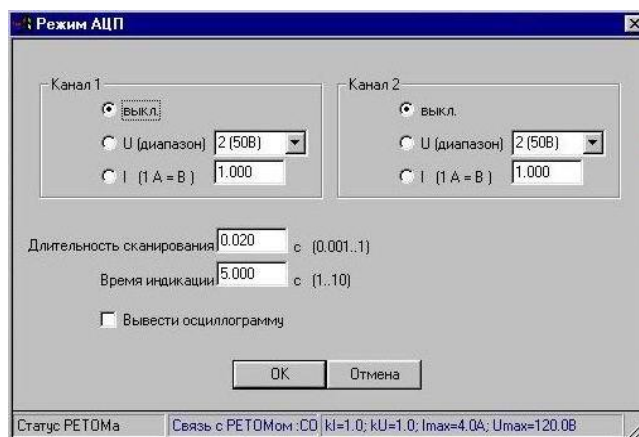 Режим АЦП
Канал 1
выкл.
U (диапазон) 2 (50В)
I (1 А = В ) 1.000
Канал 2
выкл.
U (диапазон) 2 (50В)
I (1 А = В ) 1.000
Длительность сканирования 0.020 с (0.001..1)
Время индикации 5.000 с (1..10)
Вывести осциллограмму
OK Отмена
Статус РЕТОМа Связь с РЕТОМом :CO kI=1.0; kU=1.0; Imax=4.0A; Umax=120.0В